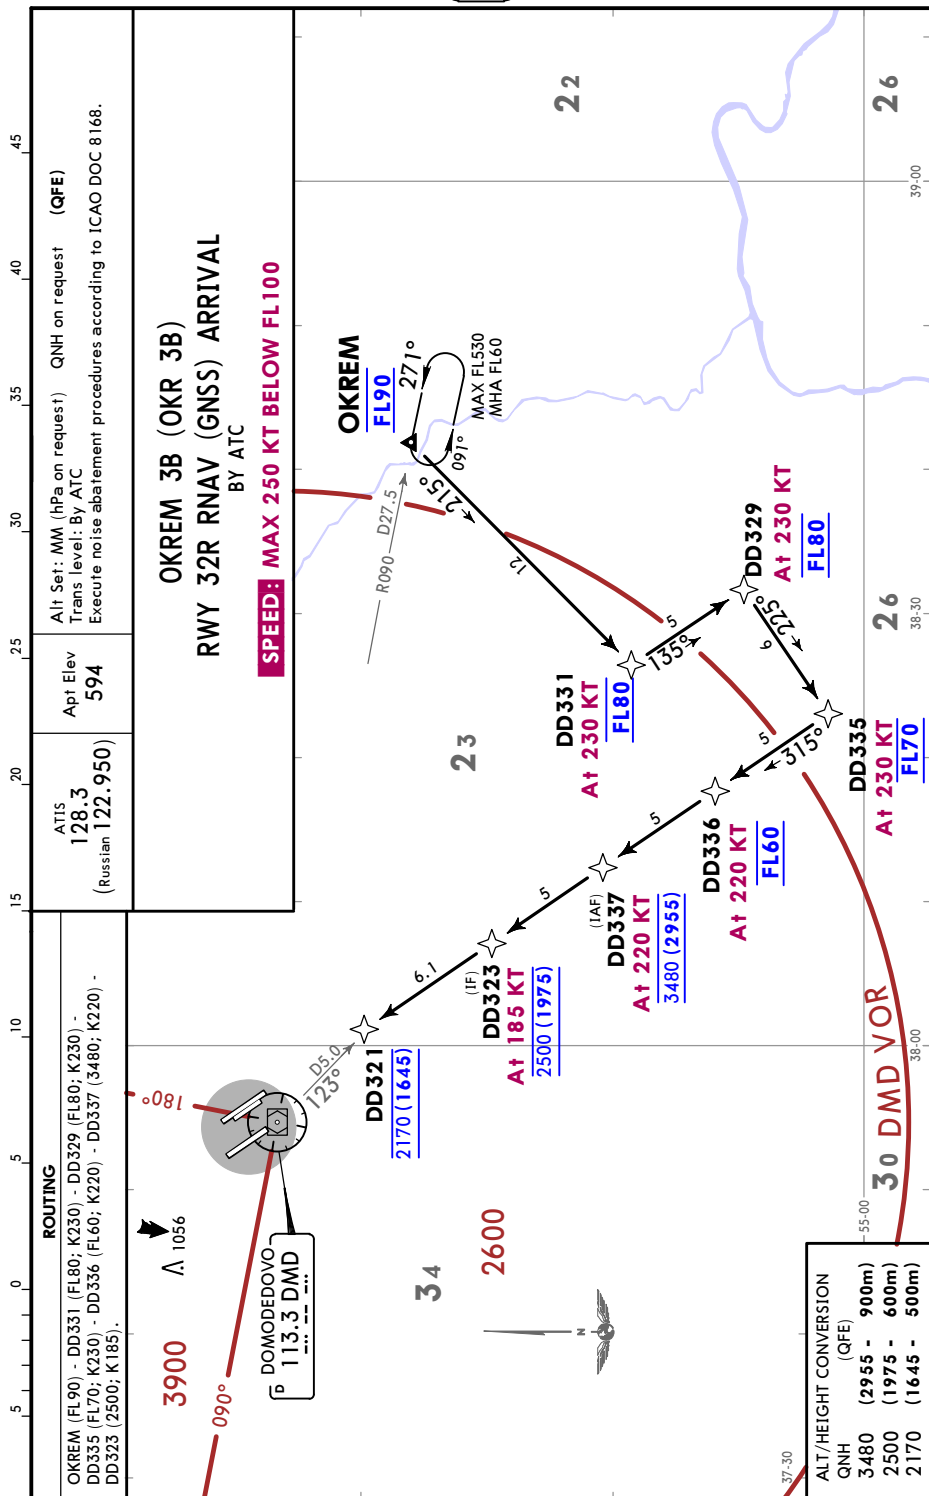 ATIS
128.3
(Russian 122.950)
Apt Elev
594
Alt Set: MM (hPa on request) QNH on request (QFE)
Trans level: By ATC
Execute noise abatement procedures according to ICAO DOC 8168.
ROUTING
OKREM (FL90) - DD331 (FL80; K230) - DD329 (FL80; K230) -
DD335 (FL70; K230) - DD336 (FL60; K220) - DD337 (3480; K220) -
DD323 (2500; K185).
OKREM 3B (OKR 3B)
RWY 32R RNAV (GNSS) ARRIVAL
BY ATC
SPEED: MAX 250 KT BELOW FL100
5
0
5
10
15
20
25
30
35
40
45
3900
1056
090°
180°
D
DOMODEDOVO
113.3 DMD
D5.0
123°
DD321
2170 (1645)
6.1
(IF)
DD323
At 185 KT
2500 (1975)
5
(IAF)
DD337
At 220 KT
3480 (2955)
5
DD336
At 220 KT
FL60
5
315°
DD335
At 230 KT
FL70
6
225°
DD329
At 230 KT
FL80
5
135°
DD331
At 230 KT
FL80
12
215°
OKREM
FL90
271°
091°
MAX FL530
MHA FL60
R090 D27.5
22
23
26
26
34
2600
30
DMD VOR
N
37-30
55-00
38-00
38-30
39-00
ALT/HEIGHT CONVERSION
QNH (QFE)
3480 (2955 - 900m)
2500 (1975 - 600m)
2170 (1645 - 500m)